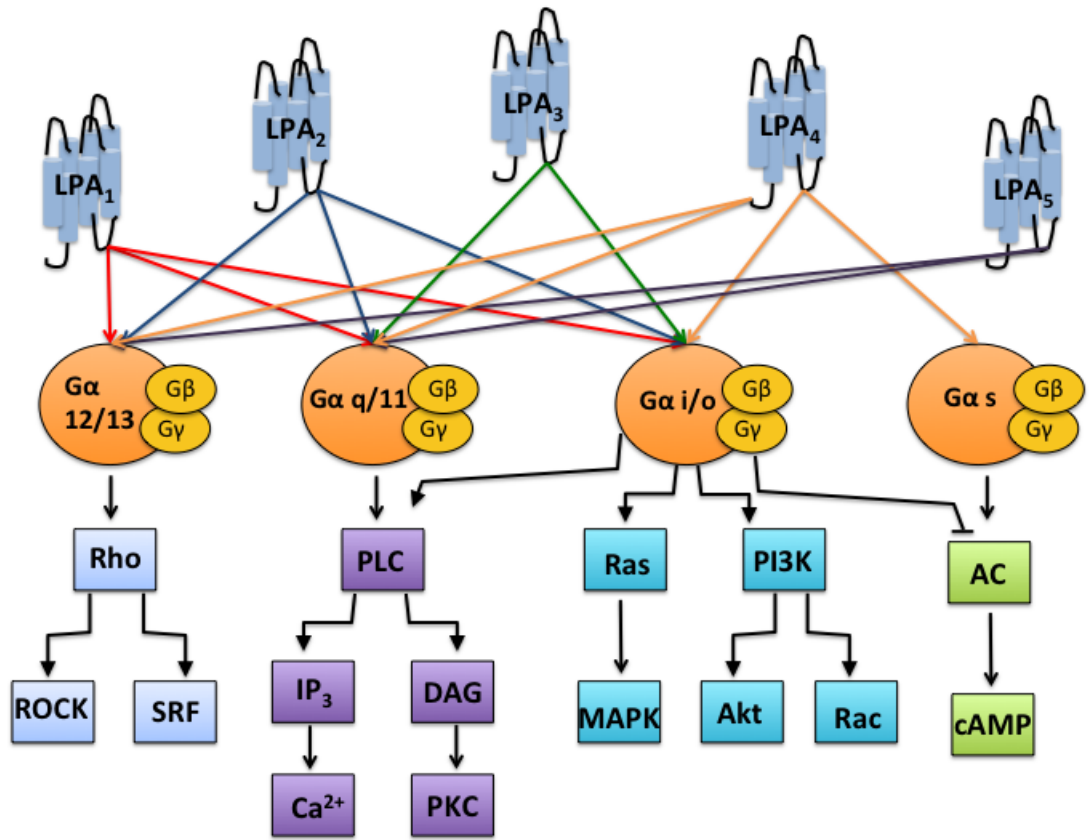 LPA₁
LPA₂
LPA₃
LPA₄
LPA₅
Gα
12/13
Gβ
Gγ
Gα q/11
Gβ
Gγ
Gα i/o
Gβ
Gγ
Gα s
Gβ
Gγ
Rho
PLC
Ras
PI3K
AC
ROCK
SRF
IP₃
DAG
MAPK
Akt
Rac
cAMP
Ca²⁺
PKC